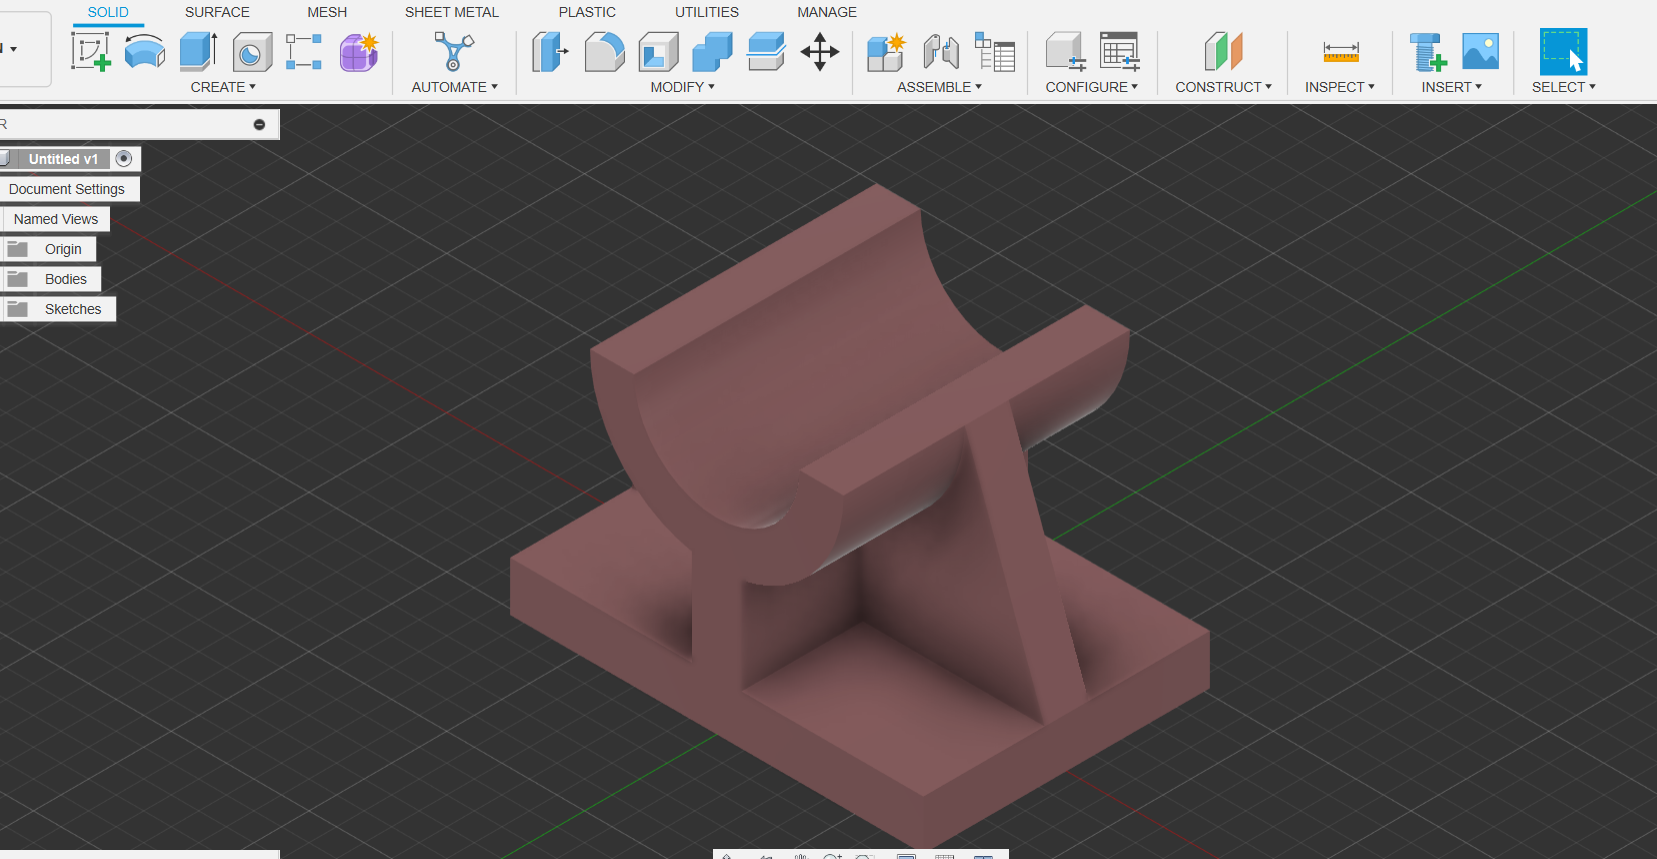 SOLID SURFACE MESH SHEET METAL PLASTIC UTILITIES MANAGE
CREATE AUTOMATE MODIFY ASSEMBLE CONFIGURE CONSTRUCT INSPECT INSERT SELECT
R
Untitled v1
Document Settings
Named Views
Origin
Bodies
Sketches